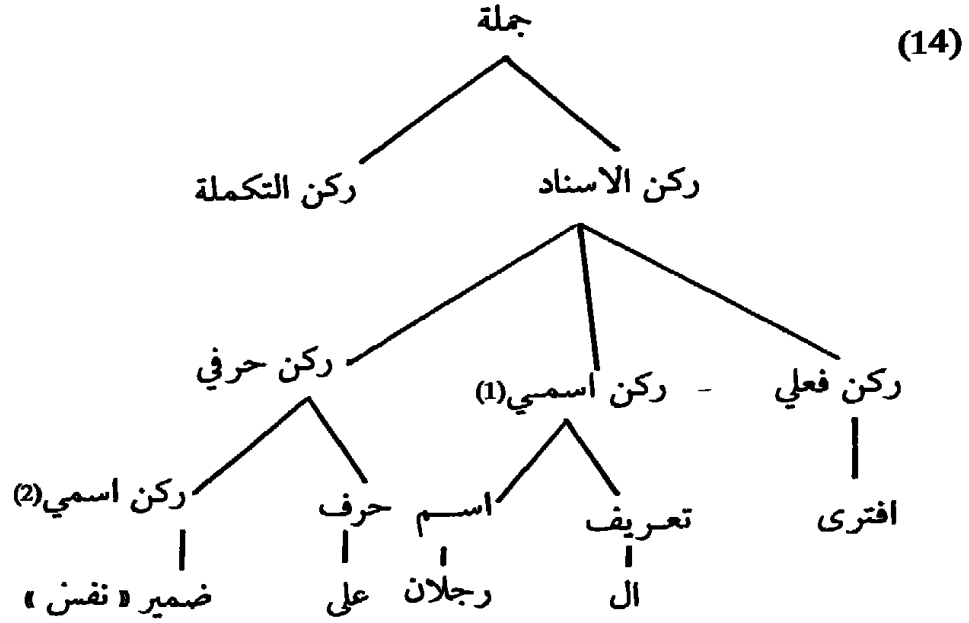 (14)
جملة
ركن الاسناد ركن التكملة
ركن فعلي – ركن اسمي(1) ركن حرفي
افترى تعريف اسم حرف ركن اسمي(2)
ال رجلان على ضمير « نفس »